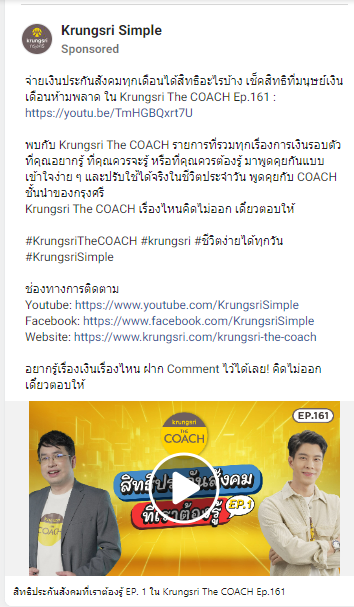 Krungsri Simple
Sponsored
จ่ายเงินประกันสังคมทุกเดือนได้สิทธิอะไรบ้าง เช็คสิทธิที่มนุษย์เงิน
เดือนห้ามพลาด ใน Krungsri The COACH Ep.161 :
https://youtu.be/TmHGBQxrt7U
พบกับ Krungsri The COACH รายการที่รวมทุกเรื่องการเงินรอบตัว
ที่คุณอยากรู้ ที่คุณควรจะรู้ หรือที่คุณควรต้องรู้ มาพูดคุยกันแบบ
เข้าใจง่าย ๆ และปรับใช้ได้จริงในชีวิตประจำวัน พูดคุยกับ COACH
ชั้นนำของกรุงศรี
Krungsri The COACH เรื่องไหนคิดไม่ออก เดี๋ยวตอบให้
#KrungsriTheCOACH #krungsri #ชีวิตง่ายได้ทุกวัน
#KrungsriSimple
ช่องทางการติดตาม
Youtube: https://www.youtube.com/KrungsriSimple
Facebook: https://www.facebook.com/KrungsriSimple
Website: https://www.krungsri.com/krungsri-the-coach
อยากรู้เรื่องเงินเรื่องไหน ฝาก Comment ไว้ได้เลย! คิดไม่ออก
เดี๋ยวตอบให้
krungsri
THE
COACH
EP.161
สิทธิประกันสังคม
ที่เราต้องรู้
EP.1
สิทธิประกันสังคมที่เราต้องรู้ EP. 1 ใน Krungsri The COACH Ep.161